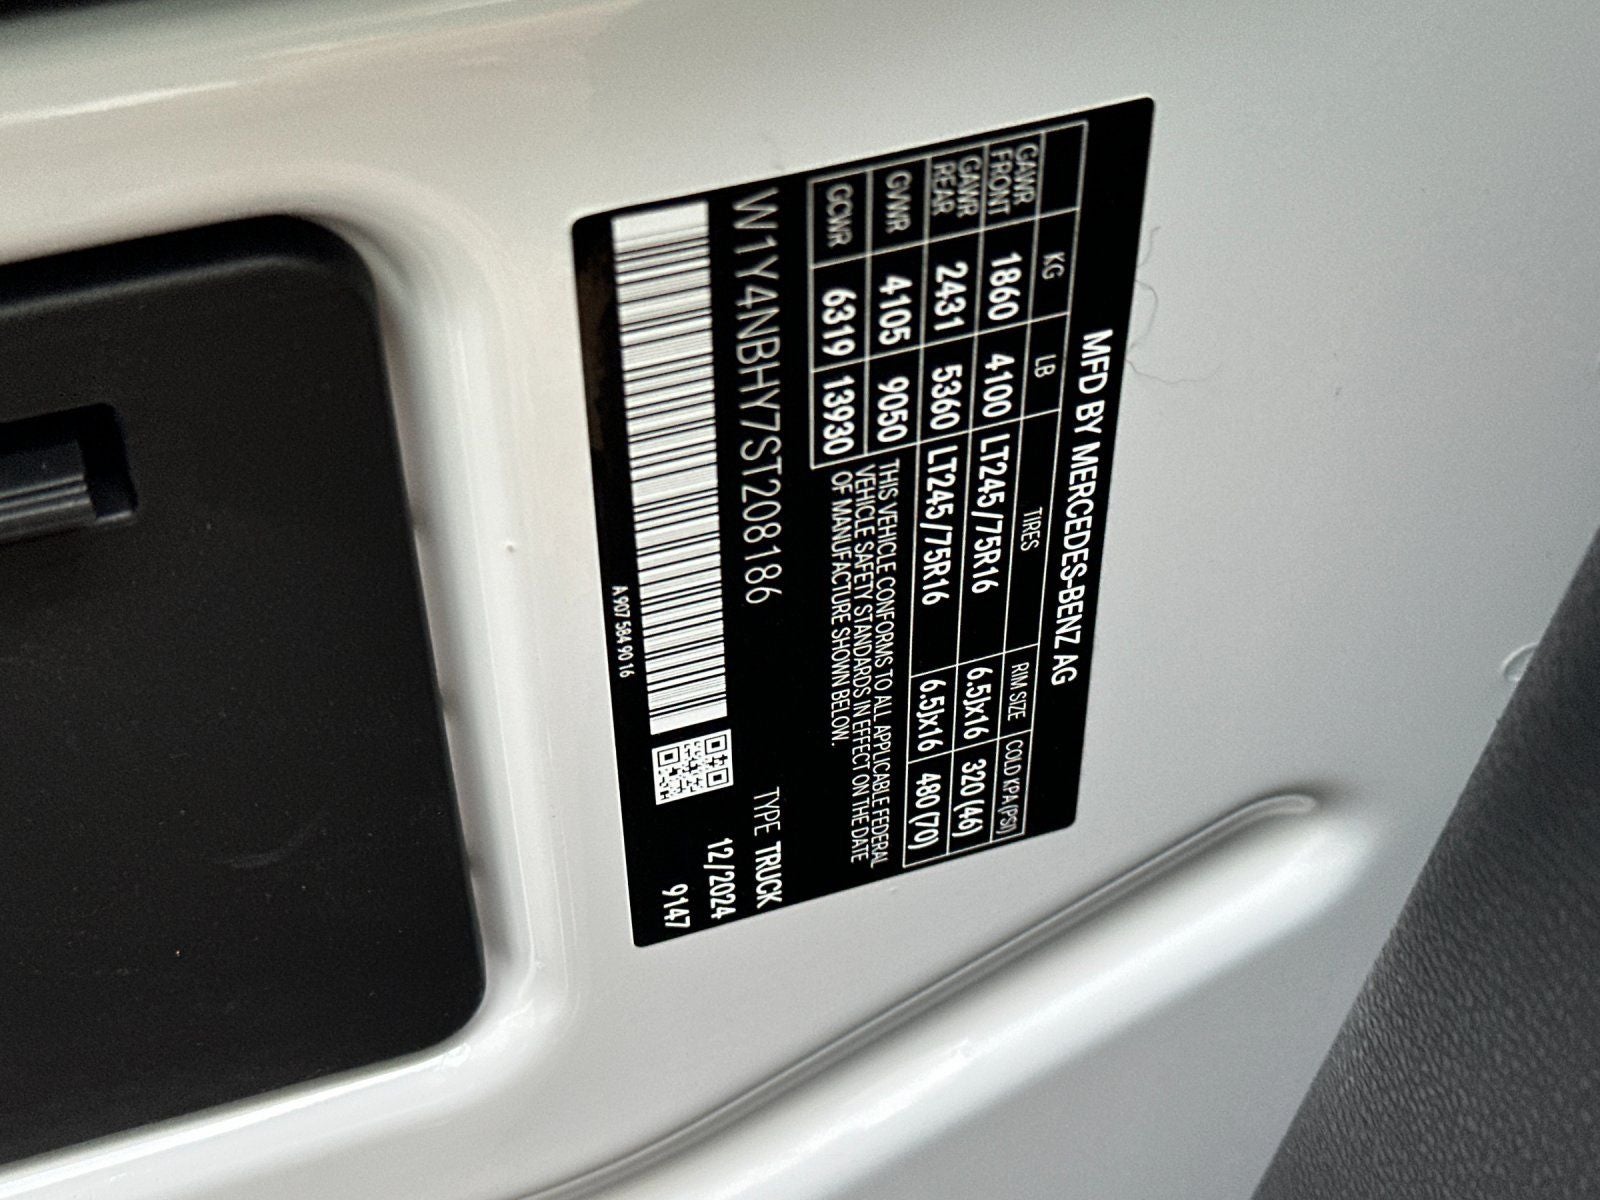 MFD BY MERCEDES-BENZ AG
KG LB TIRES RIM SIZE COLD KPA (PSI)
GAWR FRONT 1860 4100 LT245/75R16 6.5Jx16 320 (46)
GAWR REAR 2431 5360 LT245/75R16 6.5Jx16 480 (70)
GVWR 4105 9050
GCWR 6319 13930
THIS VEHICLE CONFORMS TO ALL APPLICABLE FEDERAL
VEHICLE SAFETY STANDARDS IN EFFECT ON THE DATE
OF MANUFACTURE SHOWN BELOW.
W1Y4NBHY7ST208186 TYPE TRUCK
12/2024
9147
A 907 584 90 16